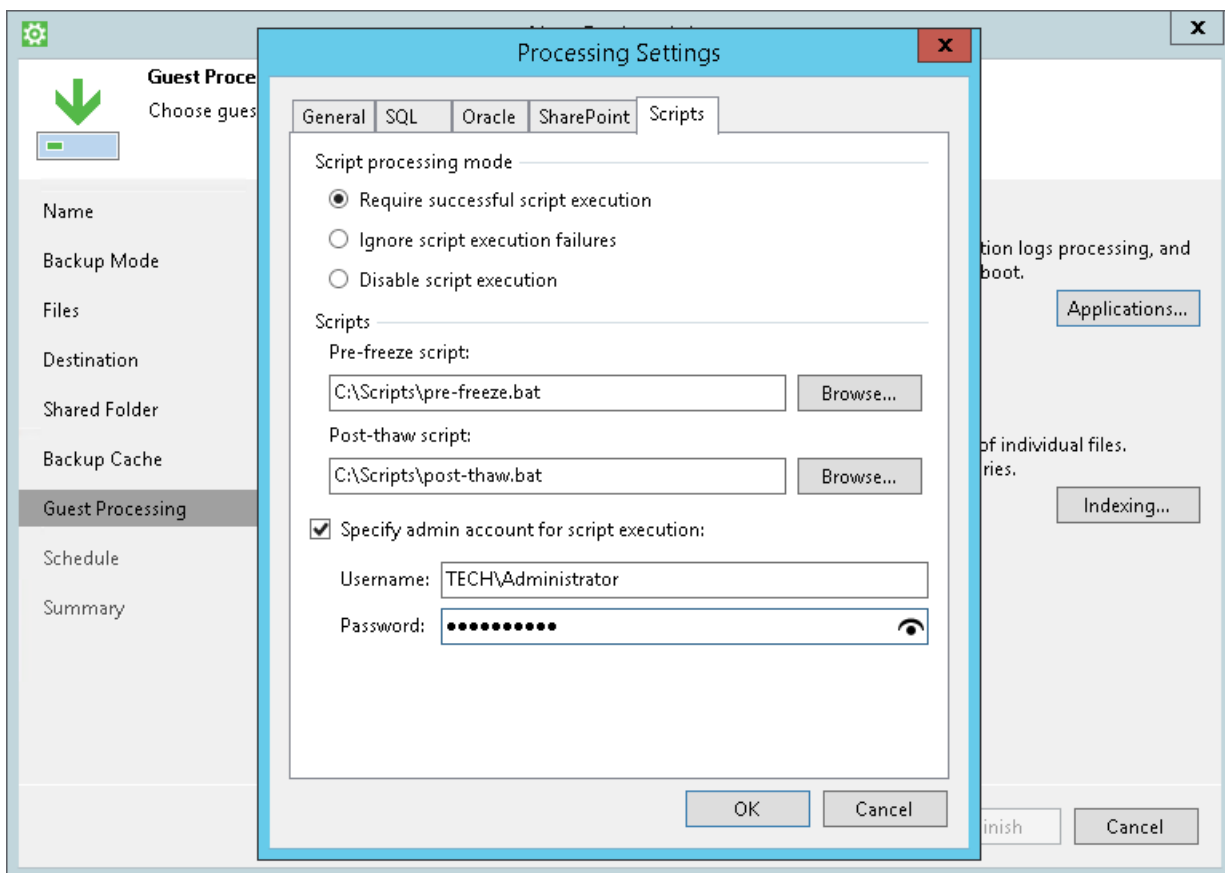 x
Processing Settings
x
Guest Proce
Choose gues
General
SQL
Oracle
SharePoint
Scripts
Script processing mode
Require successful script execution
Ignore script execution failures
Disable script execution
Scripts
Pre-freeze script:
C:\Scripts\pre-freeze.bat
Browse...
Post-thaw script:
C:\Scripts\post-thaw.bat
Browse...
Specify admin account for script execution:
Username:
TECH\Administrator
Password:
••••••••••
OK
Cancel
Name
Backup Mode
Files
Destination
Shared Folder
Backup Cache
Guest Processing
Schedule
Summary
tion logs processing, and
boot.
Applications...
of individual files.
ries.
Indexing...
inish
Cancel